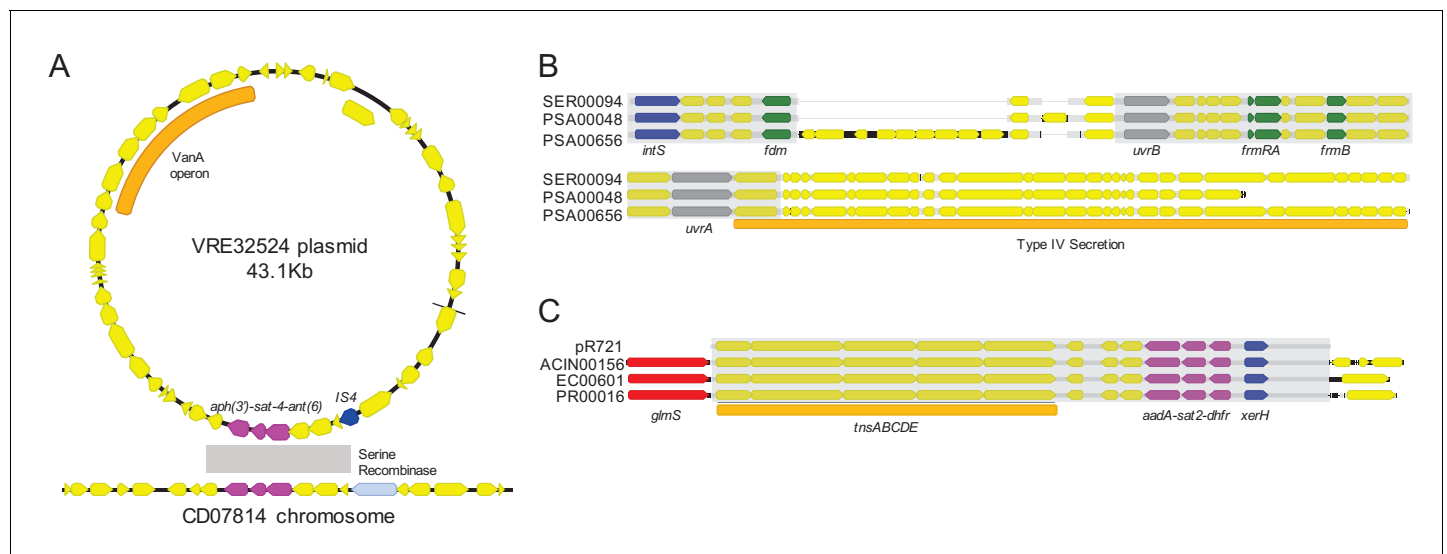 A
VanA
operon
VRE32524 plasmid
43.1Kb
aph(3')-sat-4-ant(6)
IS4
Serine
Recombinase
CD07814 chromosome
B
SER00094
PSA00048
PSA00656
intS fdm uvrB frmRA frmB
SER00094
PSA00048
PSA00656
uvrA
Type IV Secretion
C
pR721
ACIN00156
EC00601
PR00016
glmS tnsABCDE aadA-sat2-dhfr xerH